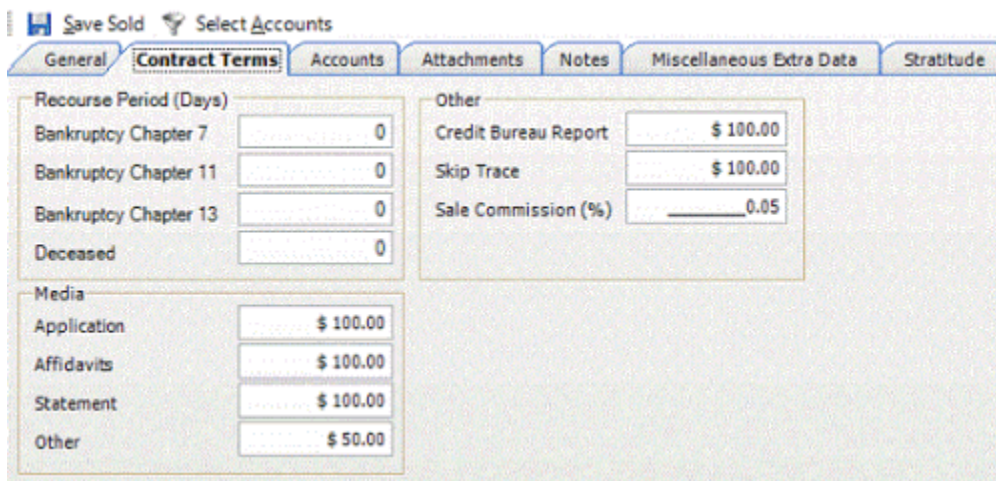 Save Sold Select Accounts
General Contract Terms Accounts Attachments Notes Miscellaneous Extra Data Stratitude
Recourse Period (Days)
Bankruptcy Chapter 7 0
Bankruptcy Chapter 11 0
Bankruptcy Chapter 13 0
Deceased 0
Other
Credit Bureau Report $ 100.00
Skip Trace $ 100.00
Sale Commission (%) ________0.05
Media
Application $ 100.00
Affidavits $ 100.00
Statement $ 100.00
Other $ 50.00